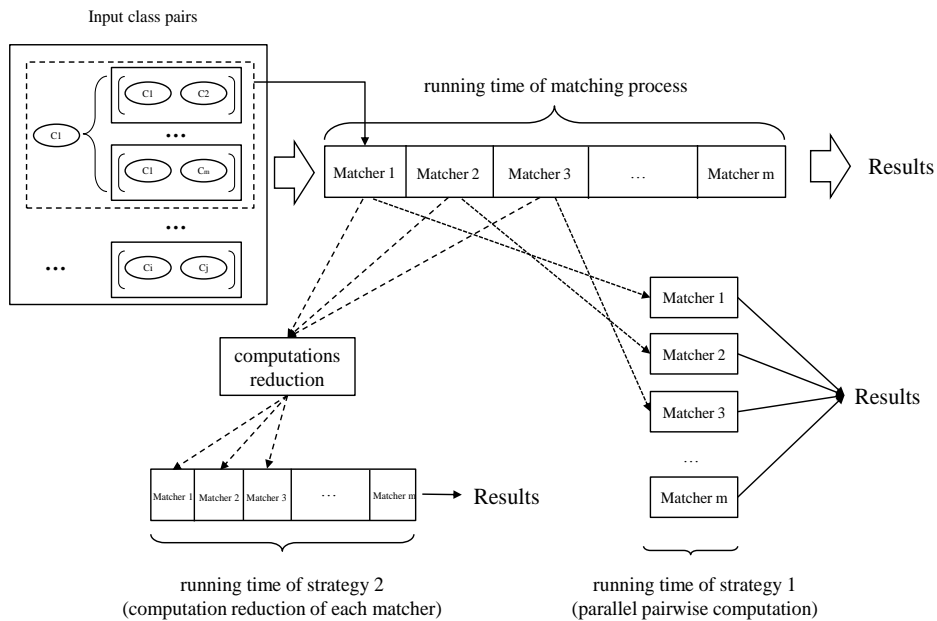 Input class pairs
C1 C2
...
C1
C1 Cm
...
... Ci Cj
running time of matching process
Matcher 1 Matcher 2 Matcher 3 ... Matcher m
Results
Matcher 1
Matcher 2
Matcher 3
...
Matcher m
Results
computations
reduction
Matcher 1 Matcher 2 Matcher 3 ... Matcher m
Results
running time of strategy 2
(computation reduction of each matcher)
running time of strategy 1
(parallel pairwise computation)